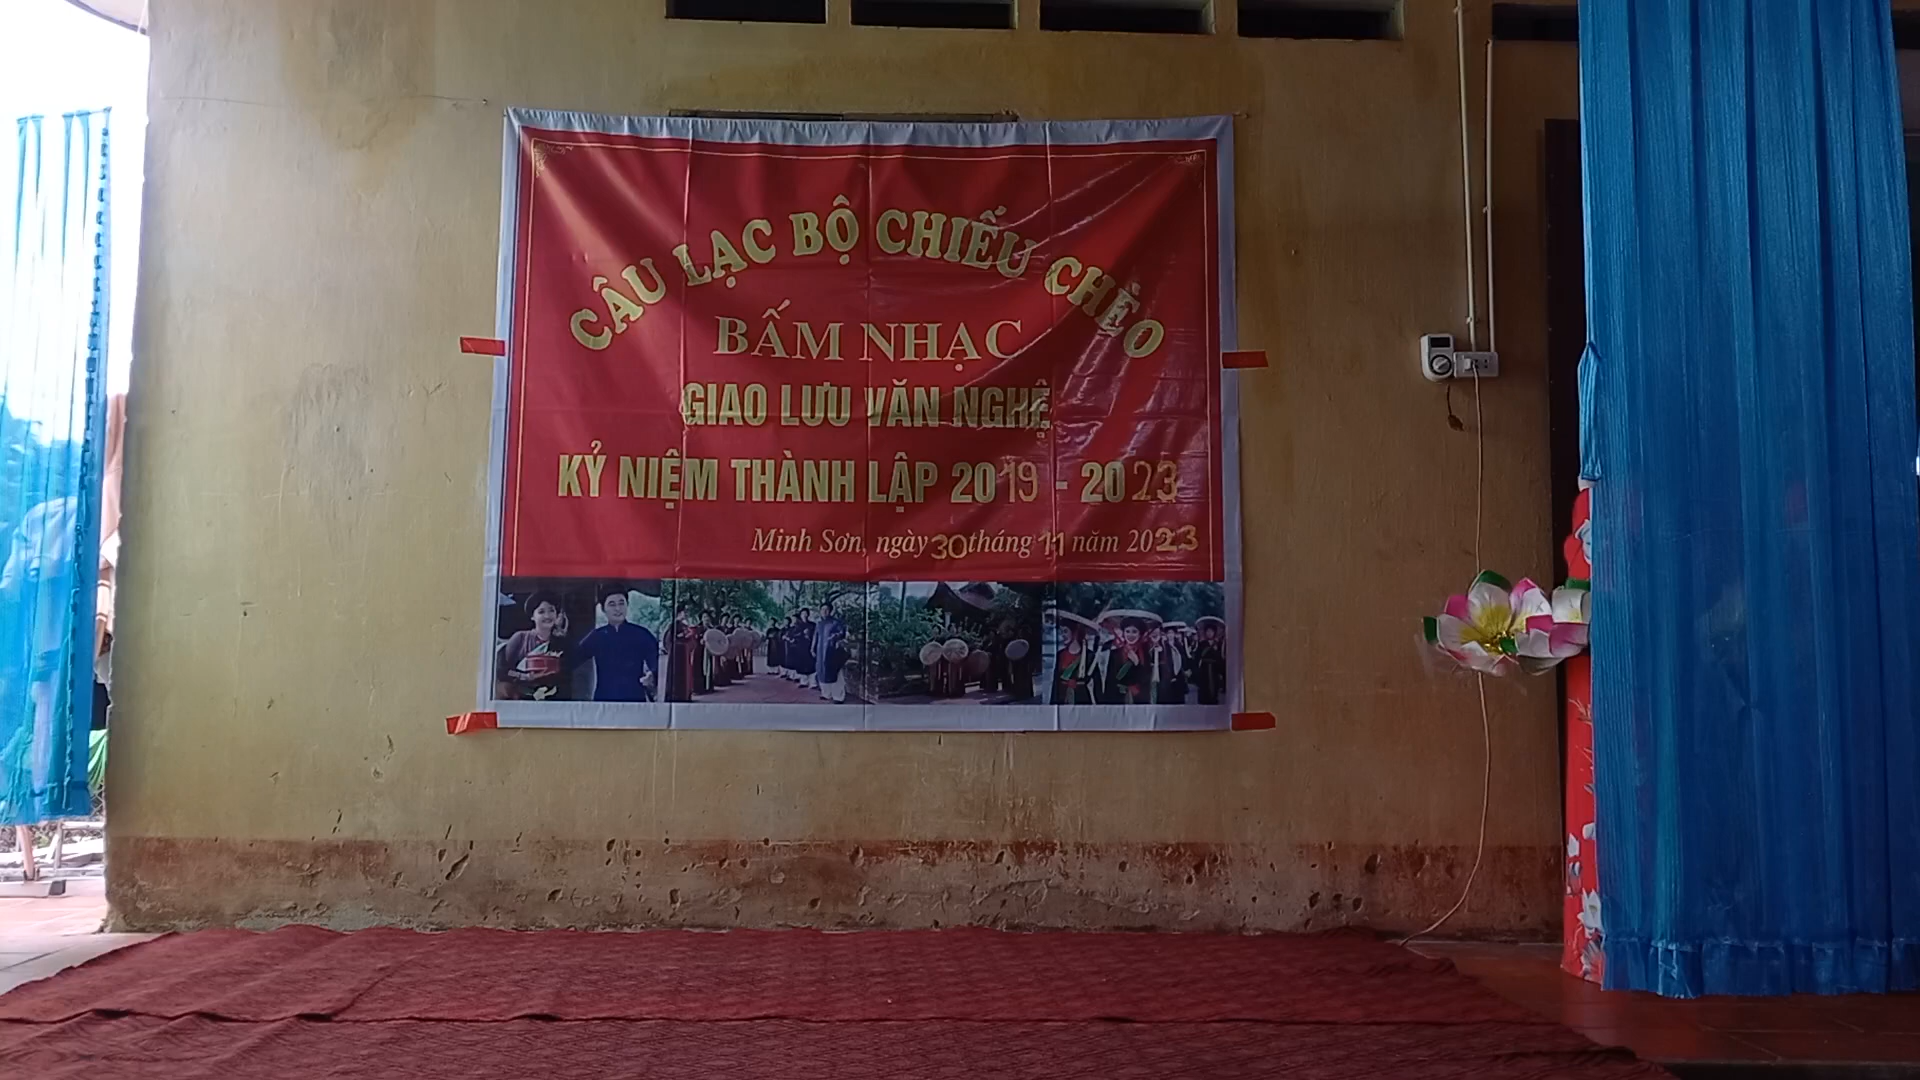 CÂU LẠC BỘ CHIẾU CHÈO
BẤM NHẠC
GIAO LƯU VĂN NGHỆ
KỶ NIỆM THÀNH LẬP 2019 - 2023
Minh Sơn, ngày 30 tháng 11 năm 2023